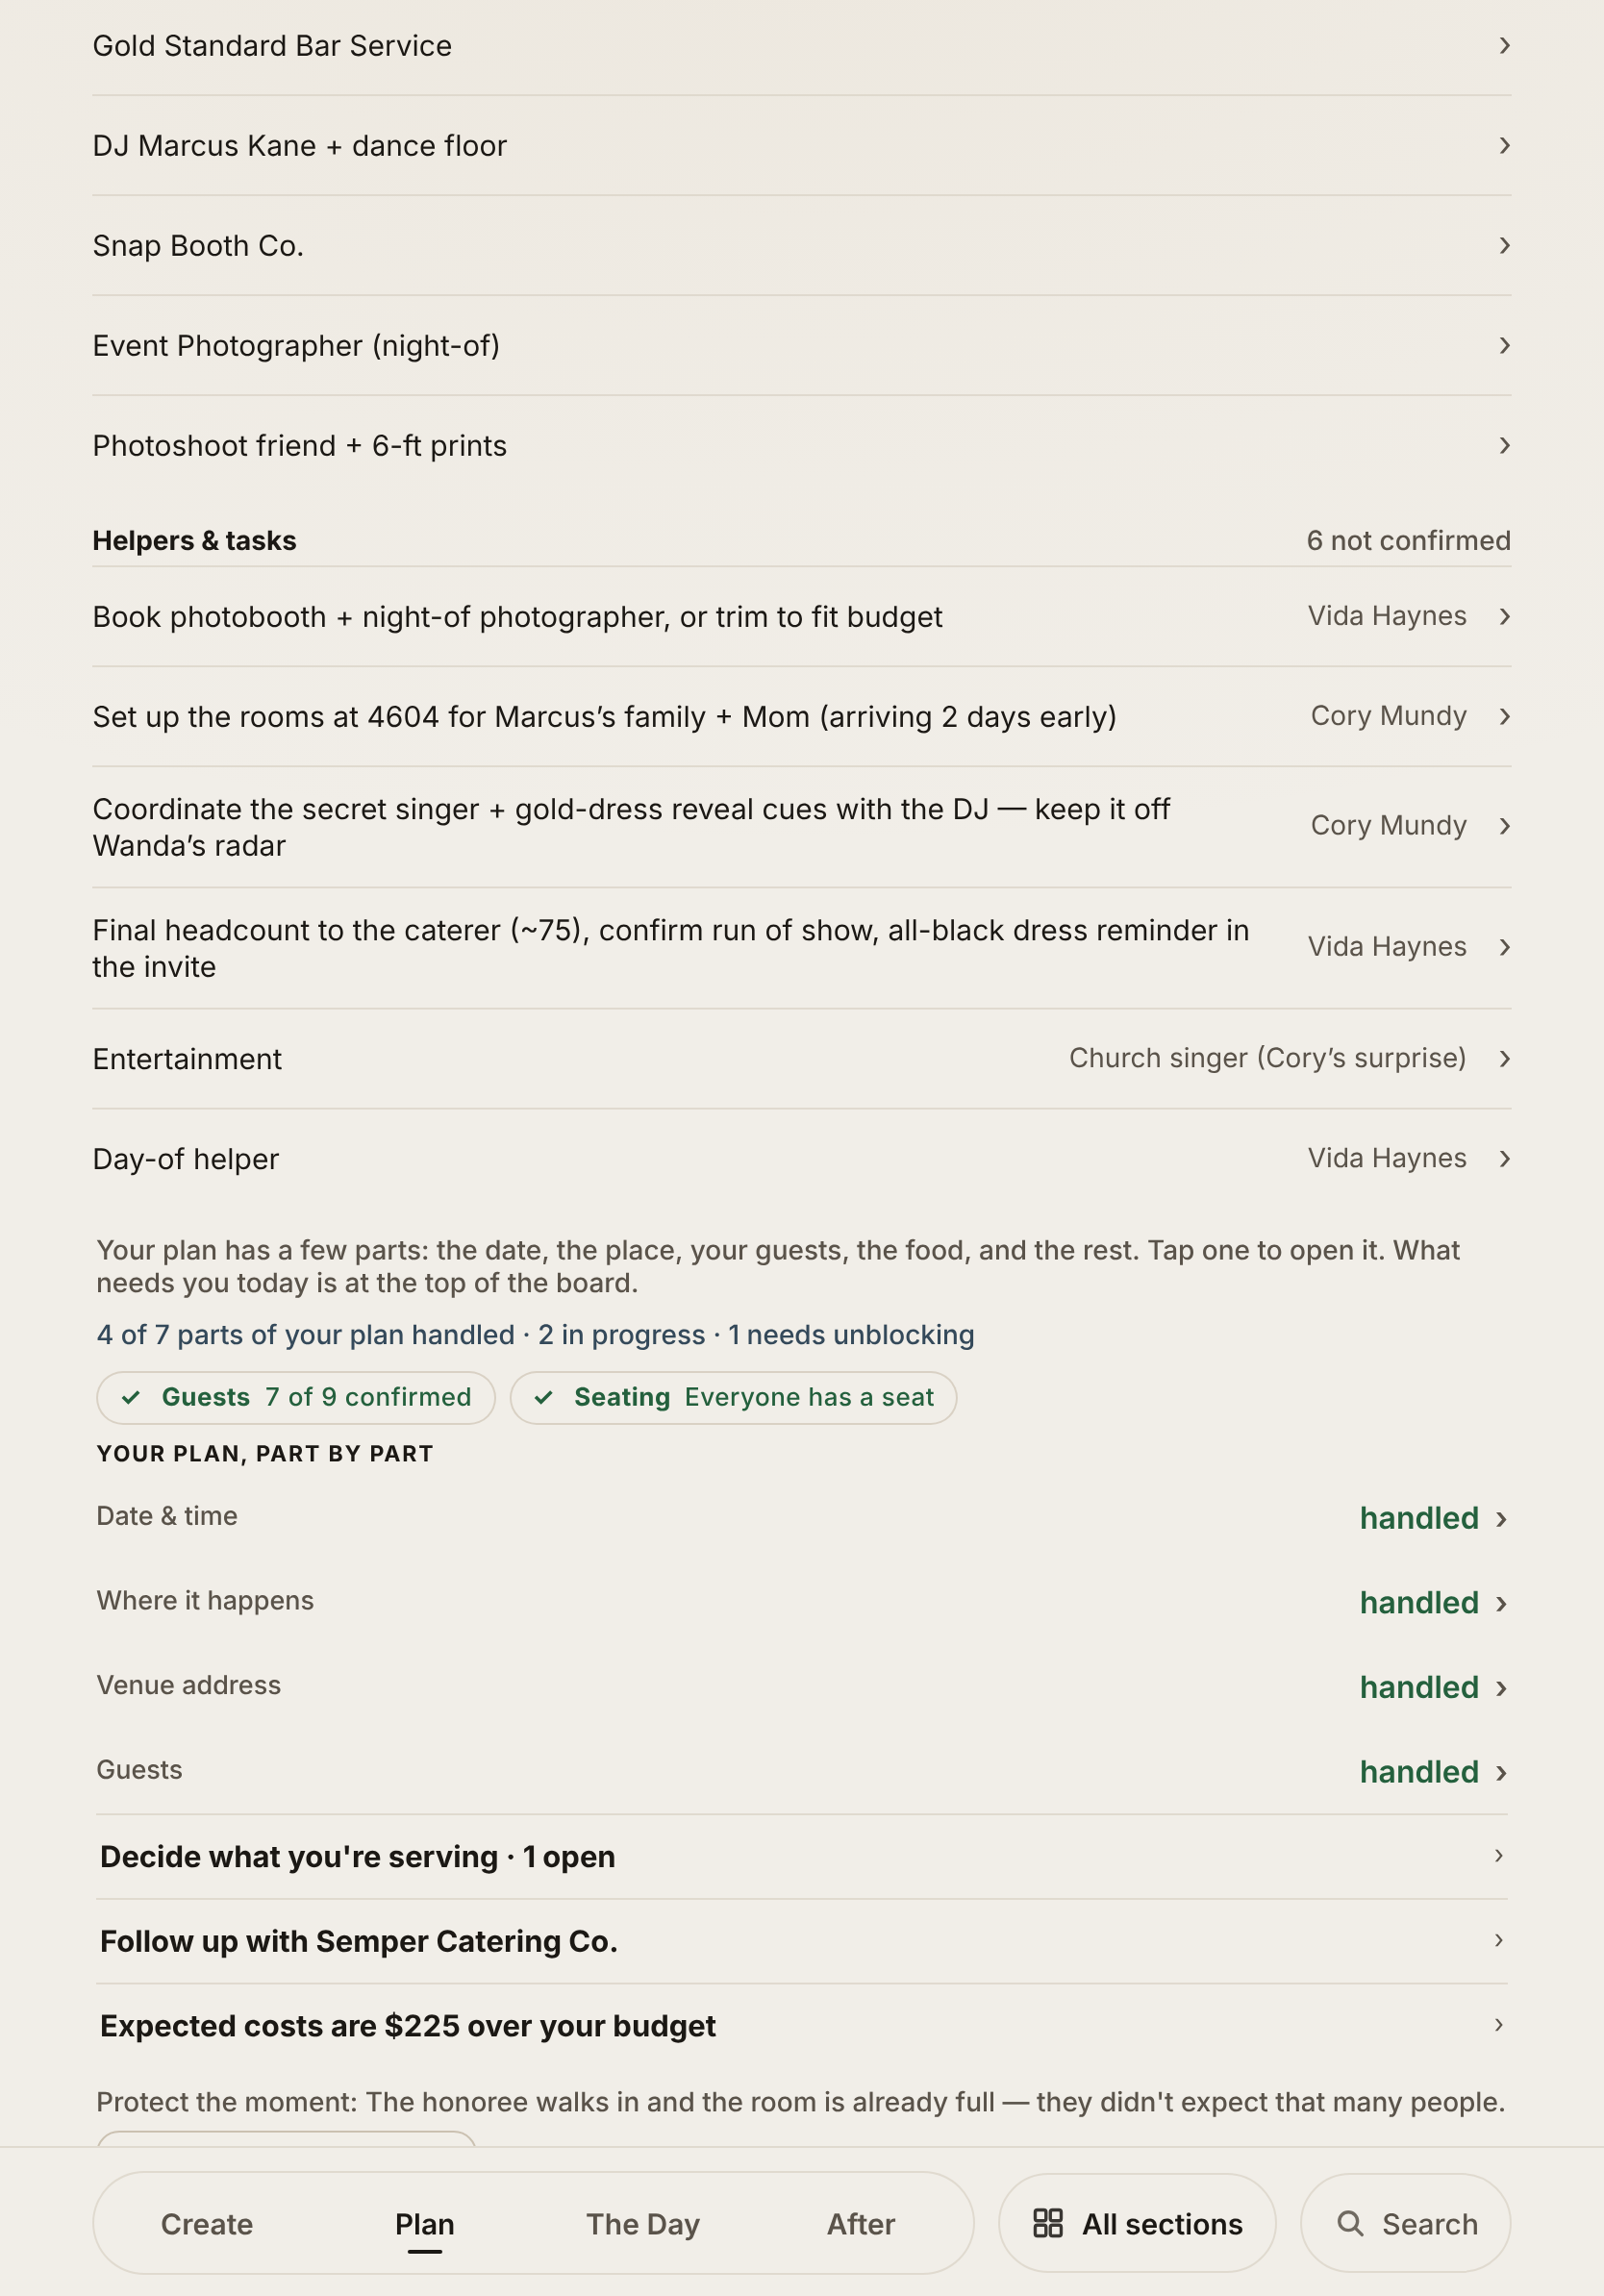 Gold Standard Bar Service
DJ Marcus Kane + dance floor
Snap Booth Co.
Event Photographer (night-of)
Photoshoot friend + 6-ft prints
Helpers & tasks 6 not confirmed
Book photobooth + night-of photographer, or trim to fit budget Vida Haynes
Set up the rooms at 4604 for Marcus’s family + Mom (arriving 2 days early) Cory Mundy
Coordinate the secret singer + gold-dress reveal cues with the DJ — keep it off
Wanda’s radar
Cory Mundy
Final headcount to the caterer (~75), confirm run of show, all-black dress reminder in
the invite
Vida Haynes
Entertainment Church singer (Cory’s surprise)
Day-of helper Vida Haynes
Your plan has a few parts: the date, the place, your guests, the food, and the rest. Tap one to open it. What
needs you today is at the top of the board.
4 of 7 parts of your plan handled · 2 in progress · 1 needs unblocking
Guests 7 of 9 confirmed Seating Everyone has a seat
YOUR PLAN, PART BY PART
Date & time handled
Where it happens handled
Venue address handled
Guests handled
Decide what you're serving · 1 open
Follow up with Semper Catering Co.
Expected costs are $225 over your budget
Protect the moment: The honoree walks in and the room is already full — they didn't expect that many people.
Create Plan The Day After All sections Search